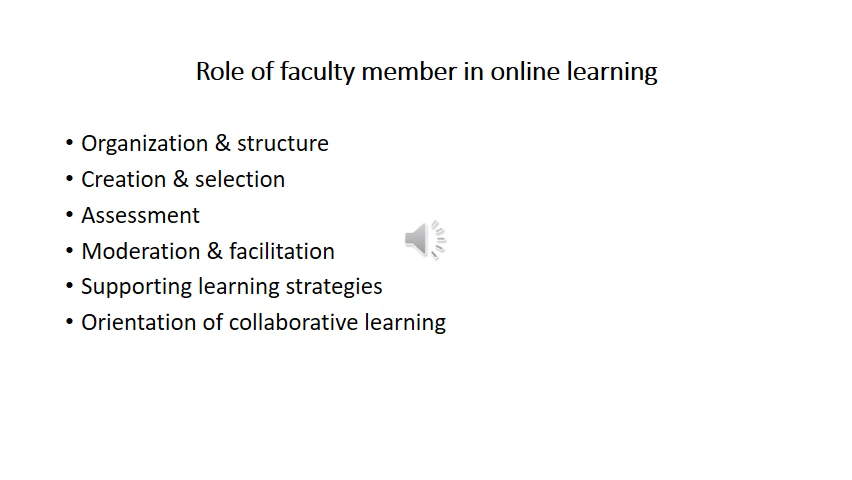 Role of faculty member in online learning
• Organization & structure
• Creation & selection
• Assessment
• Moderation & facilitation
• Supporting learning strategies
• Orientation of collaborative learning